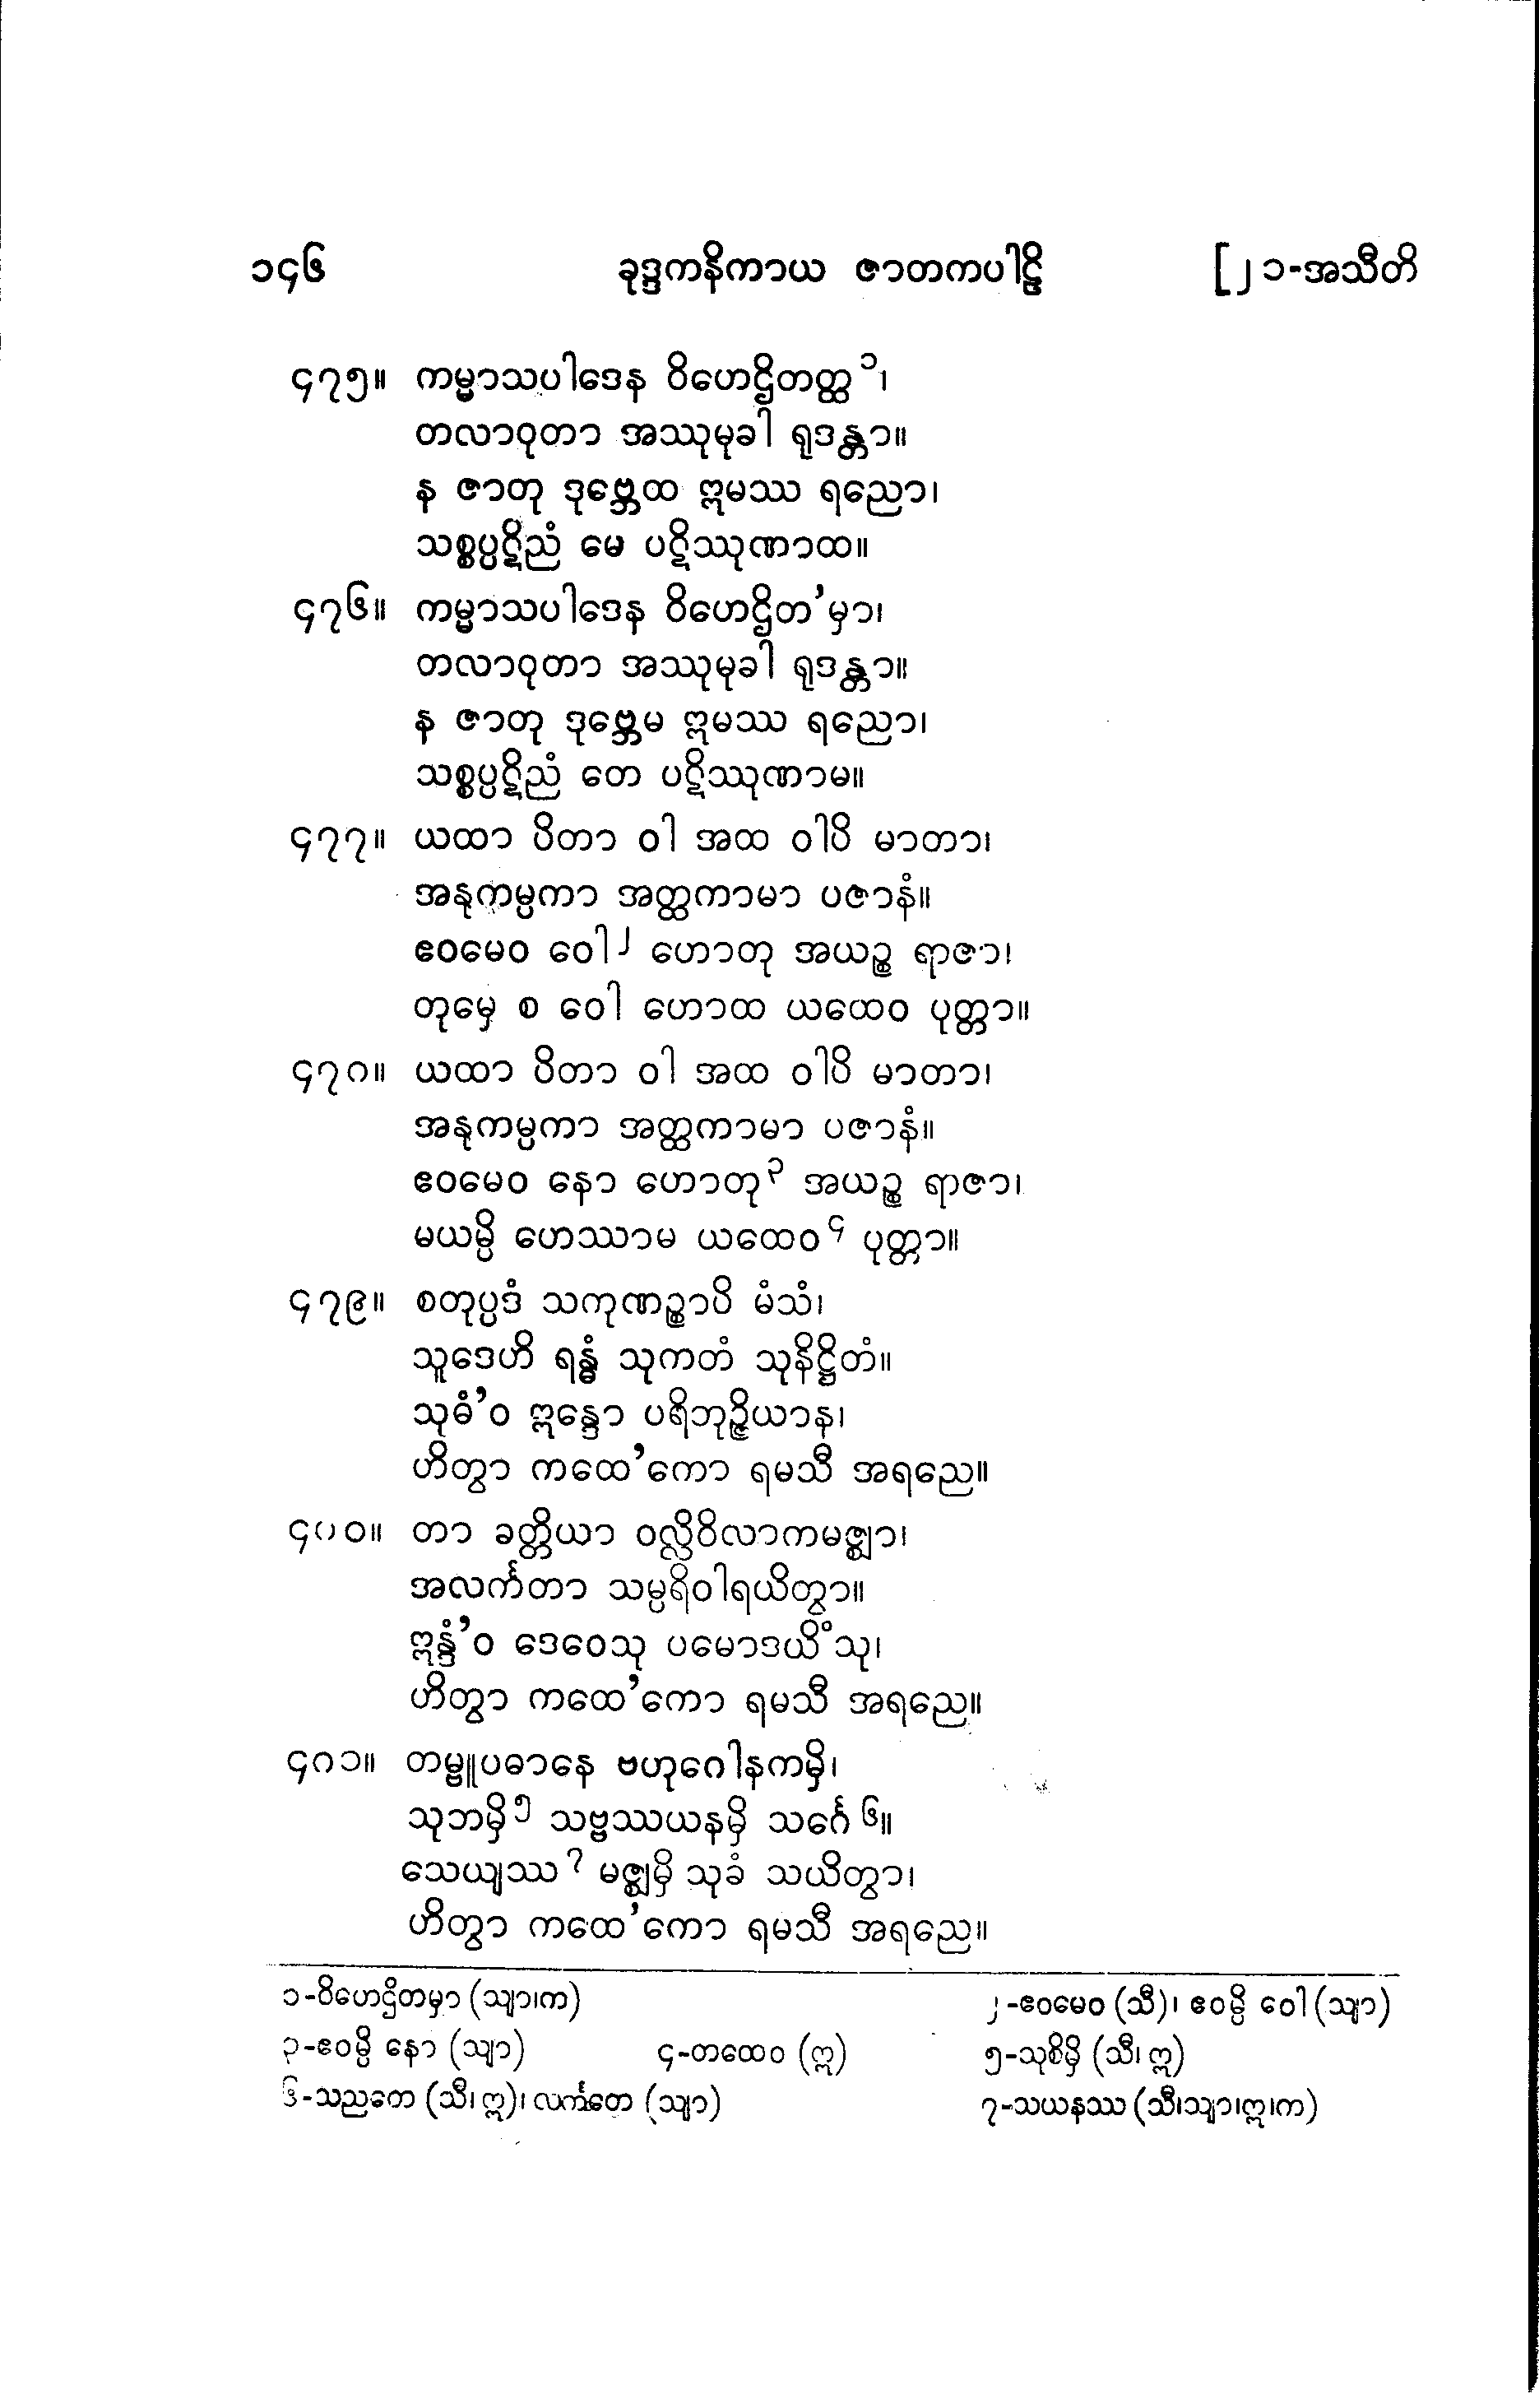 ၁၄၆ ခုဒ္ဒကနိကာယ ဇာတကပါဠိ [၂၁-အသီတိ
၄၇၅။ ကမ္မာသပါဒေန ဝိဟေဌိတတ္ထ၁၊
တလာဝုတာ အဿုမုခါ ရုဒန္တာ။
န ဇာတု ဒုဗ္ဘေထ ဣမဿ ရညော၊
သစ္စပ္ပဋိညံ မေ ပဋိဿုဏာထ။
၄၇၆။ ကမ္မာသပါဒေန ဝိဟေဌိတ’မှာ၊
တလာဝုတာ အဿုမုခါ ရုဒန္တာ။
န ဇာတု ဒုဗ္ဘေမ ဣမဿ ရညော၊
သစ္စပ္ပဋိညံ တေ ပဋိဿုဏာမ။
၄၇၇။ ယထာ ပိတာ ဝါ အထ ဝါပိ မာတာ၊
အနုကမ္ပကာ အတ္ထကာမာ ပဇာနံ။
ဧဝမေဝ ဝေါ၂ ဟောတု အယဉ္စ ရာဇာ၊
တုမှေ စ ဝေါ ဟောထ ယထေဝ ပုတ္တာ။
၄၇၈။ ယထာ ပိတာ ဝါ အထ ဝါပိ မာတာ၊
အနုကမ္ပကာ အတ္ထကာမာ ပဇာနံ။
ဧဝမေဝ နော ဟောတု၃ အယဉ္စ ရာဇာ၊
မယမ္ပိ ဟေဿာမ ယထေဝ၄ ပုတ္တာ။
၄၇၉။ စတုပ္ပဒံ သကုဏဉ္စာပိ မံသံ၊
သူဒေဟိ ရန္ဓံ သုကတံ သုနိဋ္ဌိတံ။
သုဓံ’ဝ ဣန္ဒော ပရိဘုဉ္ဇိယာန၊
ဟိတွာ ကထေ’ကော ရမသီ အရညေ။
၄၈၀။ တာ ခတ္တိယာ ဝလ္လိဝိလာကမဇ္ဈာ၊
အလင်္ကတာ သမ္ပရိဝါရယိတွာ။
ဣန္ဒံ’ဝ ဒေဝေသု ပမောဒယိံသု၊
ဟိတွာ ကထေ’ကော ရမသီ အရညေ။
၄၈၁။ တမ္ဗူပဓာနေ ဗဟုဂေါနကမှိ၊
သုဘမှိ၅ သဗ္ဗဿယနမှိ သင်္ဂေ၆။
သေယျဿ၇ မဇ္ဈမှိ သုခံ သယိတွာ၊
ဟိတွာ ကထေ’ကော ရမသီ အရညေ။
၁-ဝိဟေဌိတမှာ (သျာ၊က) ၂-ဧဝမေဝ (သီ)၊ ဧဝမ္ပိ ဝေါ (သျာ)
၃-ဧဝမ္ပိ နော (သျာ) ၄-တထေဝ (ဣ) ၅-သုစိမှိ (သီ၊ ဣ)
၆-သညတေ (သီ၊ ဣ)၊ လင်္ကတေ (သျာ) ၇-သယနဿ (သီ၊သျာ၊ဣ၊က)